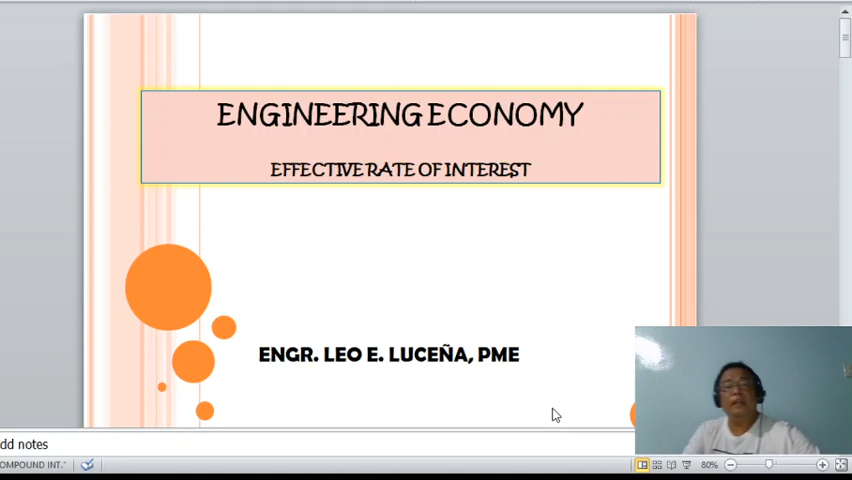 ENGINEERING ECONOMY
EFFECTIVE RATE OF INTEREST
ENGR. LEO E. LUCEÑA, PME
dd notes
OMPOUND INT."
80%